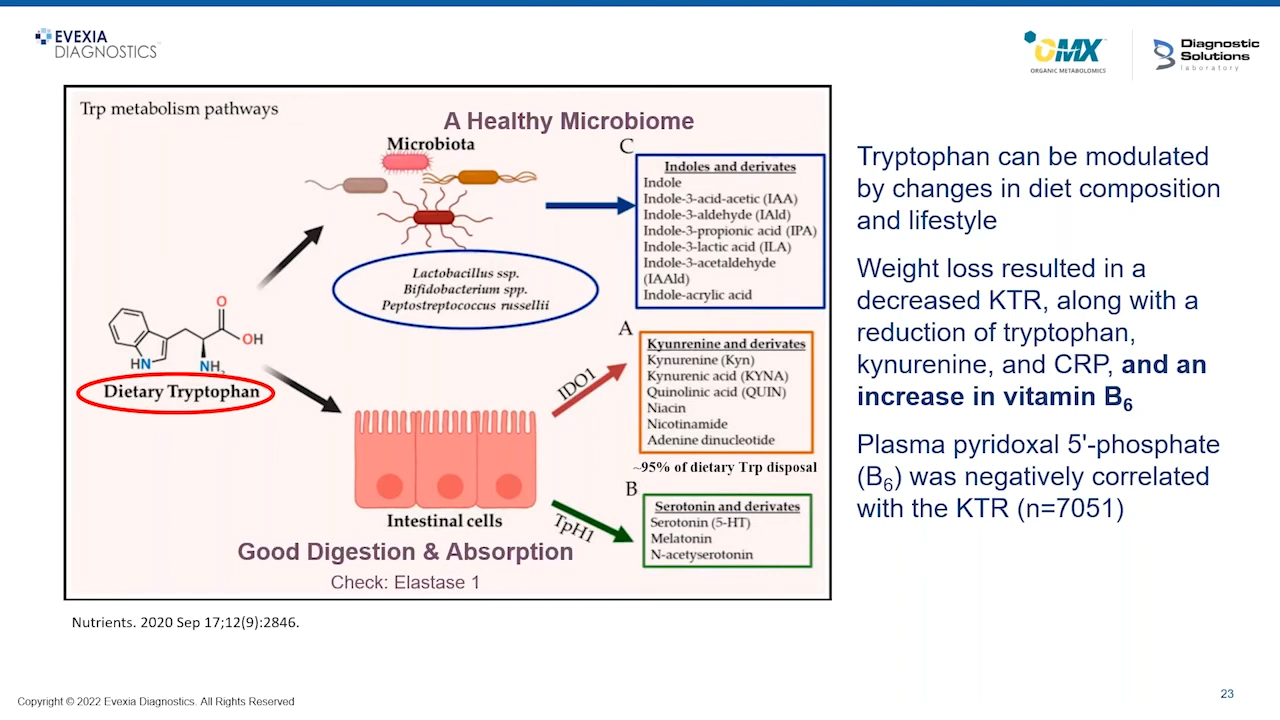 EVEXIA
DIAGNOSTICS
OMX
ORGANIC METABOLOMICS
Diagnostic
Solutions
laboratory
Trp metabolism pathways
A Healthy Microbiome
Microbiota
Lactobacillus ssp.
Bifidobacterium spp.
Peptostreptococcus russellii
C
Indoles and derivates
Indole
Indole-3-acid-acetic (IAA)
Indole-3-aldehyde (IAld)
Indole-3-propionic acid (IPA)
Indole-3-lactic acid (ILA)
Indole-3-acetaldehyde
(IAAld)
Indole-acrylic acid
O
OH
HN
NH2
Dietary Tryptophan
IDO1
A
Kyunrenine and derivates
Kynurenine (Kyn)
Kynurenic acid (KYNA)
Quinolinic acid (QUIN)
Niacin
Nicotinamide
Adenine dinucleotide
~95% of dietary Trp disposal
Intestinal cells
TpH1
B
Serotonin and derivates
Serotonin (5-HT)
Melatonin
N-acetyserotonin
Good Digestion & Absorption
Check: Elastase 1
Tryptophan can be modulated
by changes in diet composition
and lifestyle
Weight loss resulted in a
decreased KTR, along with a
reduction of tryptophan,
kynurenine, and CRP, and an
increase in vitamin B6
Plasma pyridoxal 5'-phosphate
(B6) was negatively correlated
with the KTR (n=7051)
Nutrients. 2020 Sep 17;12(9):2846.
Copyright © 2022 Evexia Diagnostics. All Rights Reserved
23